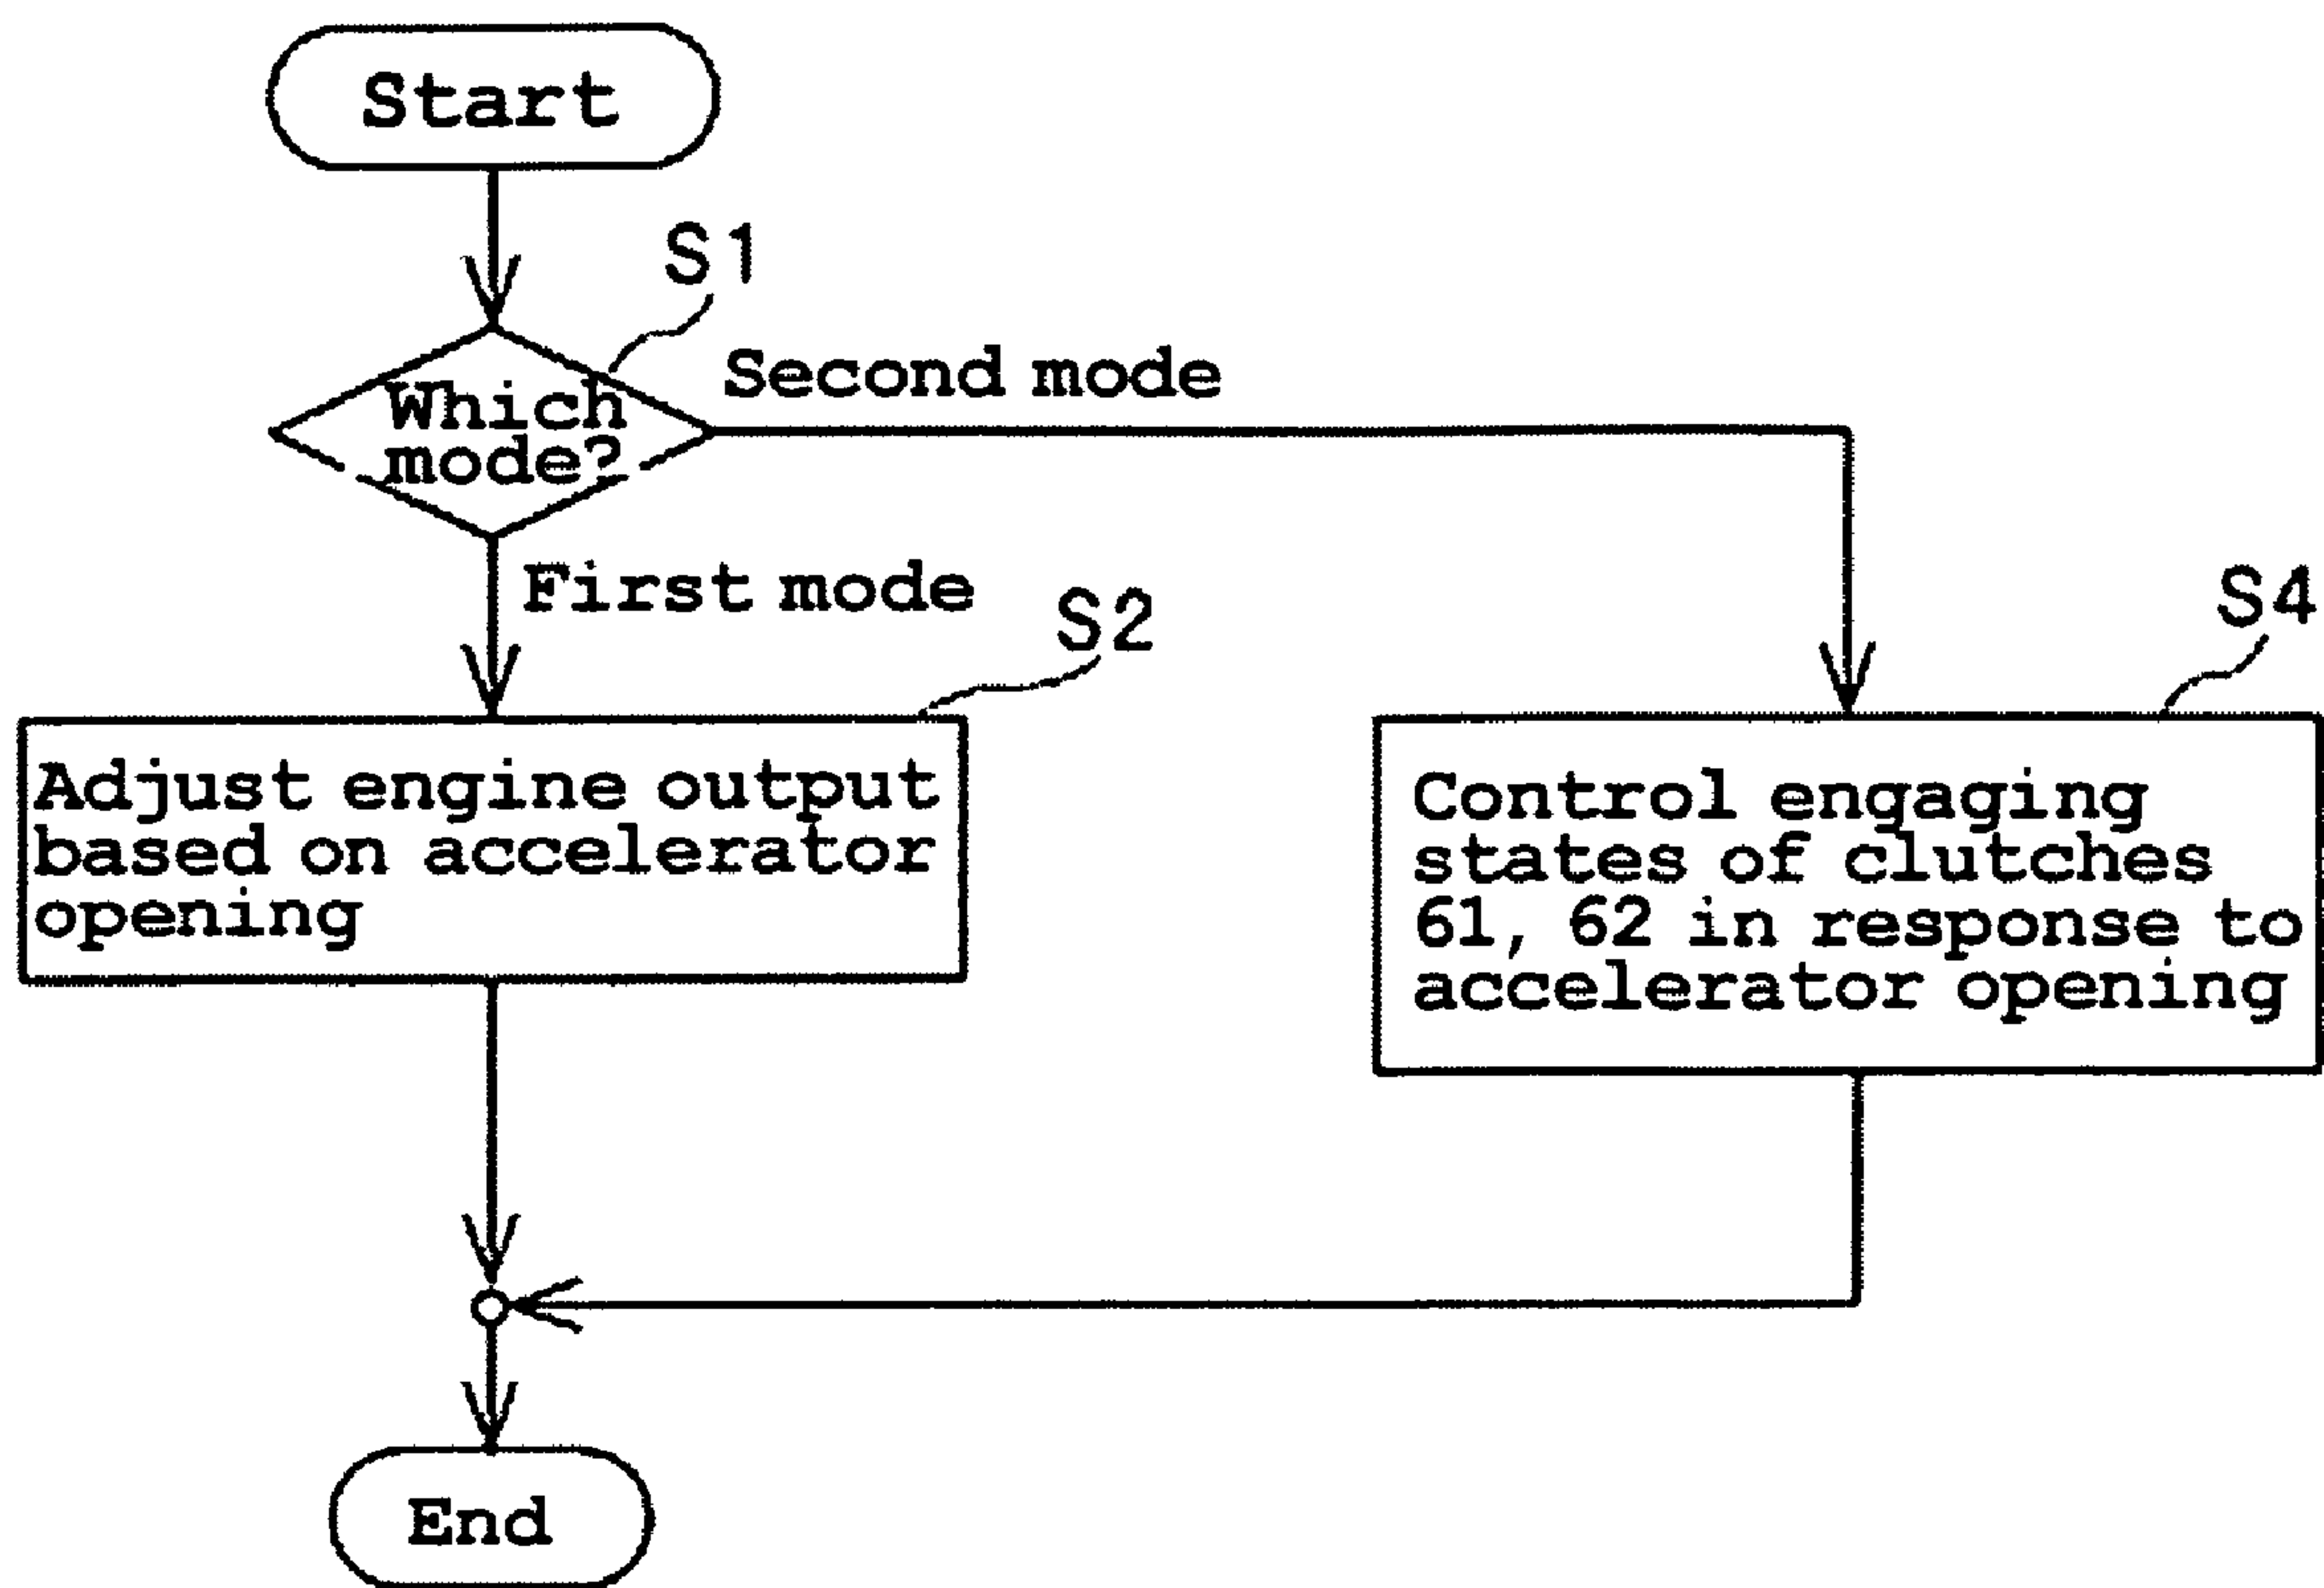 Start
S1
Which
mode?
Second mode
First mode
S2
S4
Adjust engine output
based on accelerator
opening
Control engaging
states of clutches
61, 62 in response to
accelerator opening
End